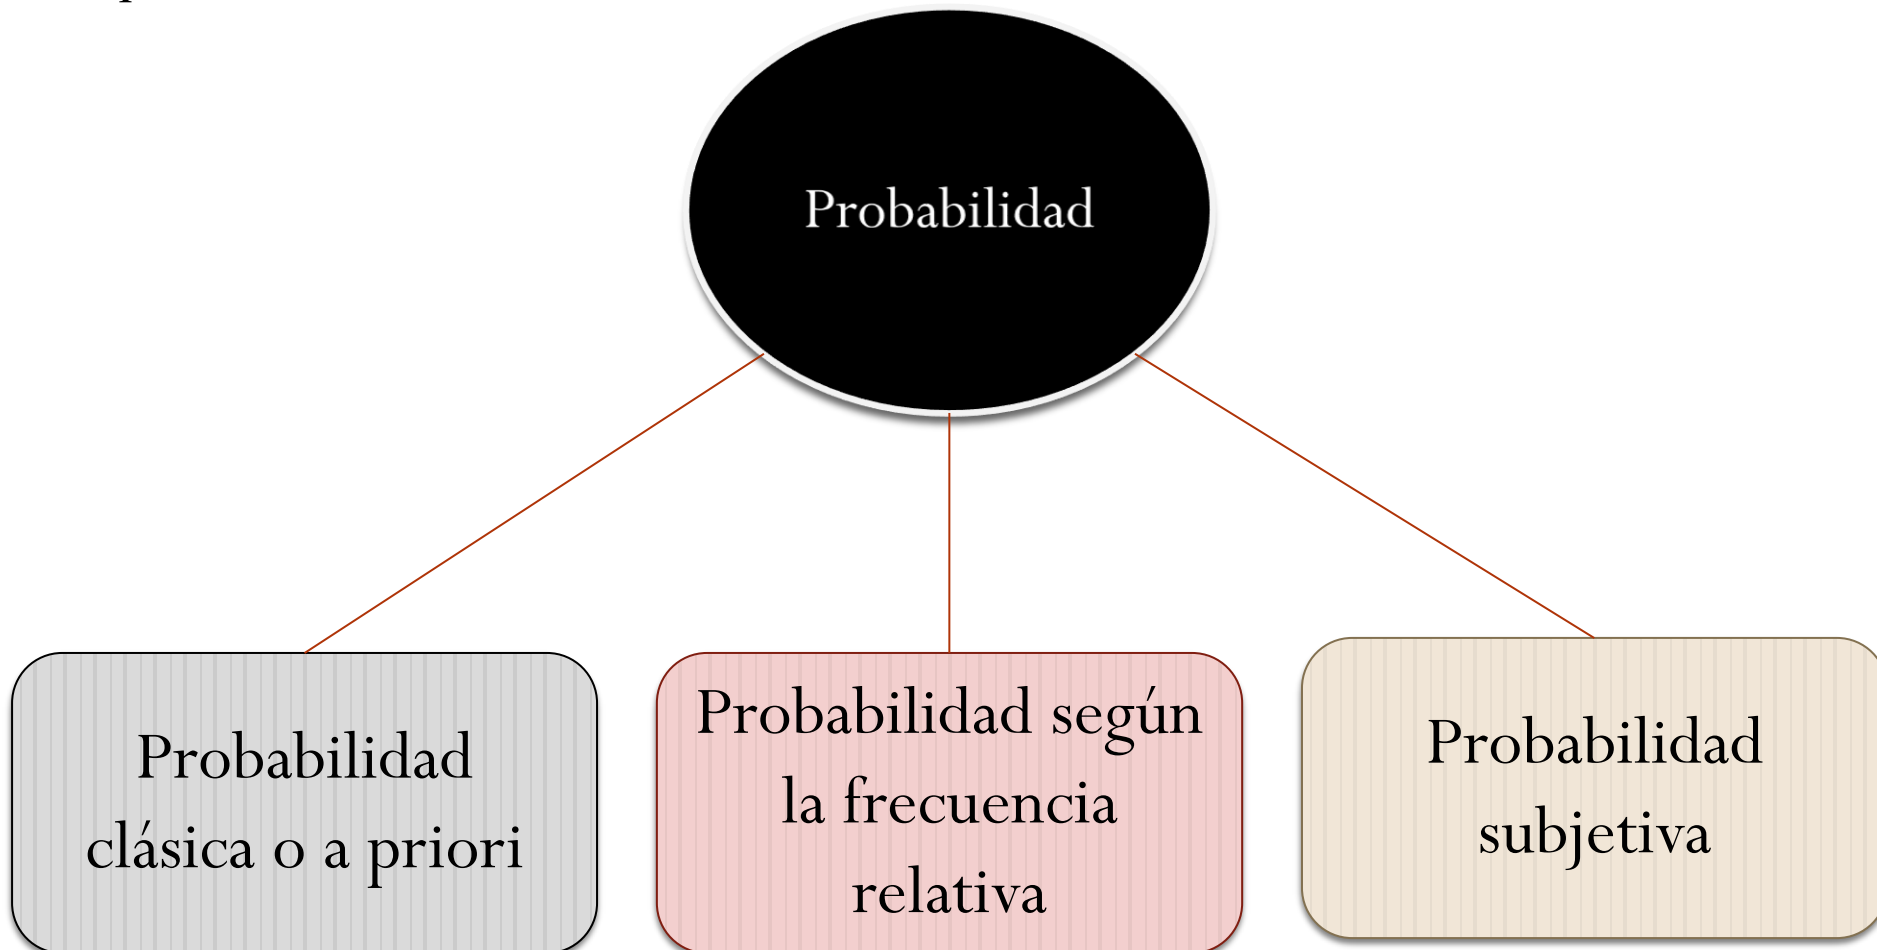 Probabilidad
Probabilidad
clásica o a priori
Probabilidad según
la frecuencia
relativa
Probabilidad
subjetiva